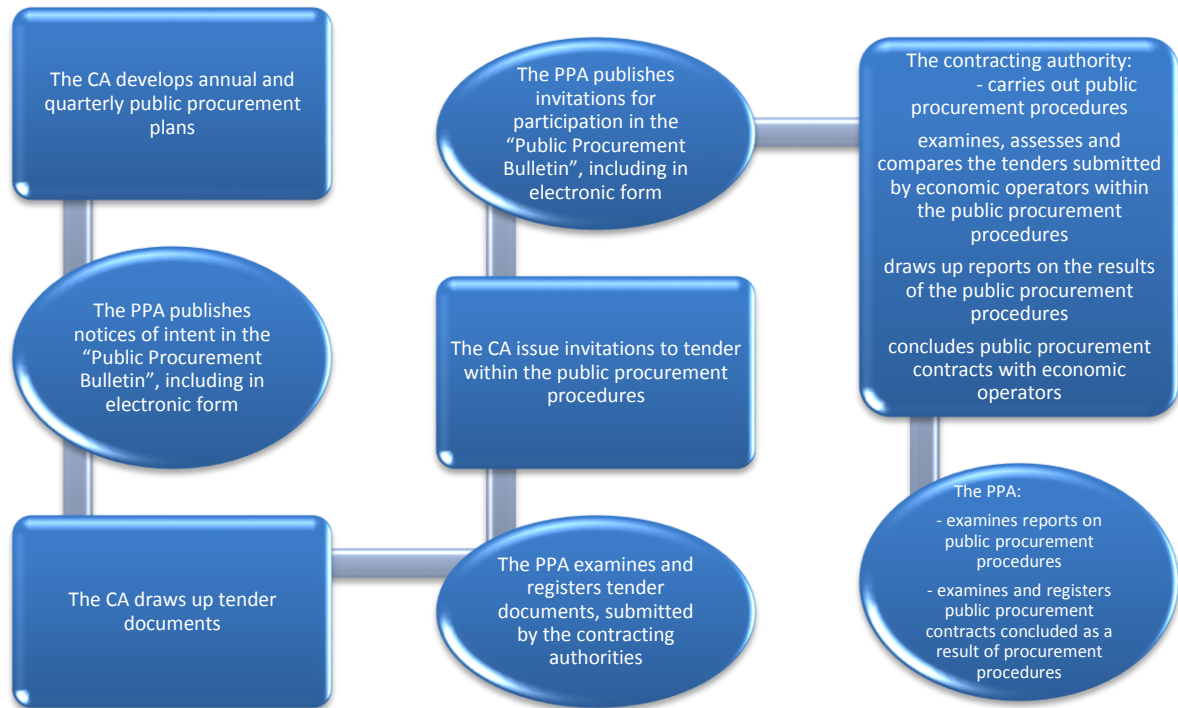 The CA develops annual and
quarterly public procurement
plans
The PPA publishes
notices of intent in the
“Public Procurement
Bulletin”, including in
electronic form
The CA draws up tender
documents
The PPA examines and
registers tender
documents, submitted
by the contracting
authorities
The CA issue invitations to tender
within the public procurement
procedures
The PPA publishes
invitations for
participation in the
“Public Procurement
Bulletin”, including in
electronic form
The contracting authority:
- carries out public
procurement procedures
examines, assesses and
compares the tenders submitted
by economic operators within
the public procurement
procedures
draws up reports on the results
of the public procurement
procedures
concludes public procurement
contracts with economic
operators
The PPA:
- examines reports on
public procurement
procedures
- examines and registers
public procurement
contracts concluded as a
result of procurement
procedures